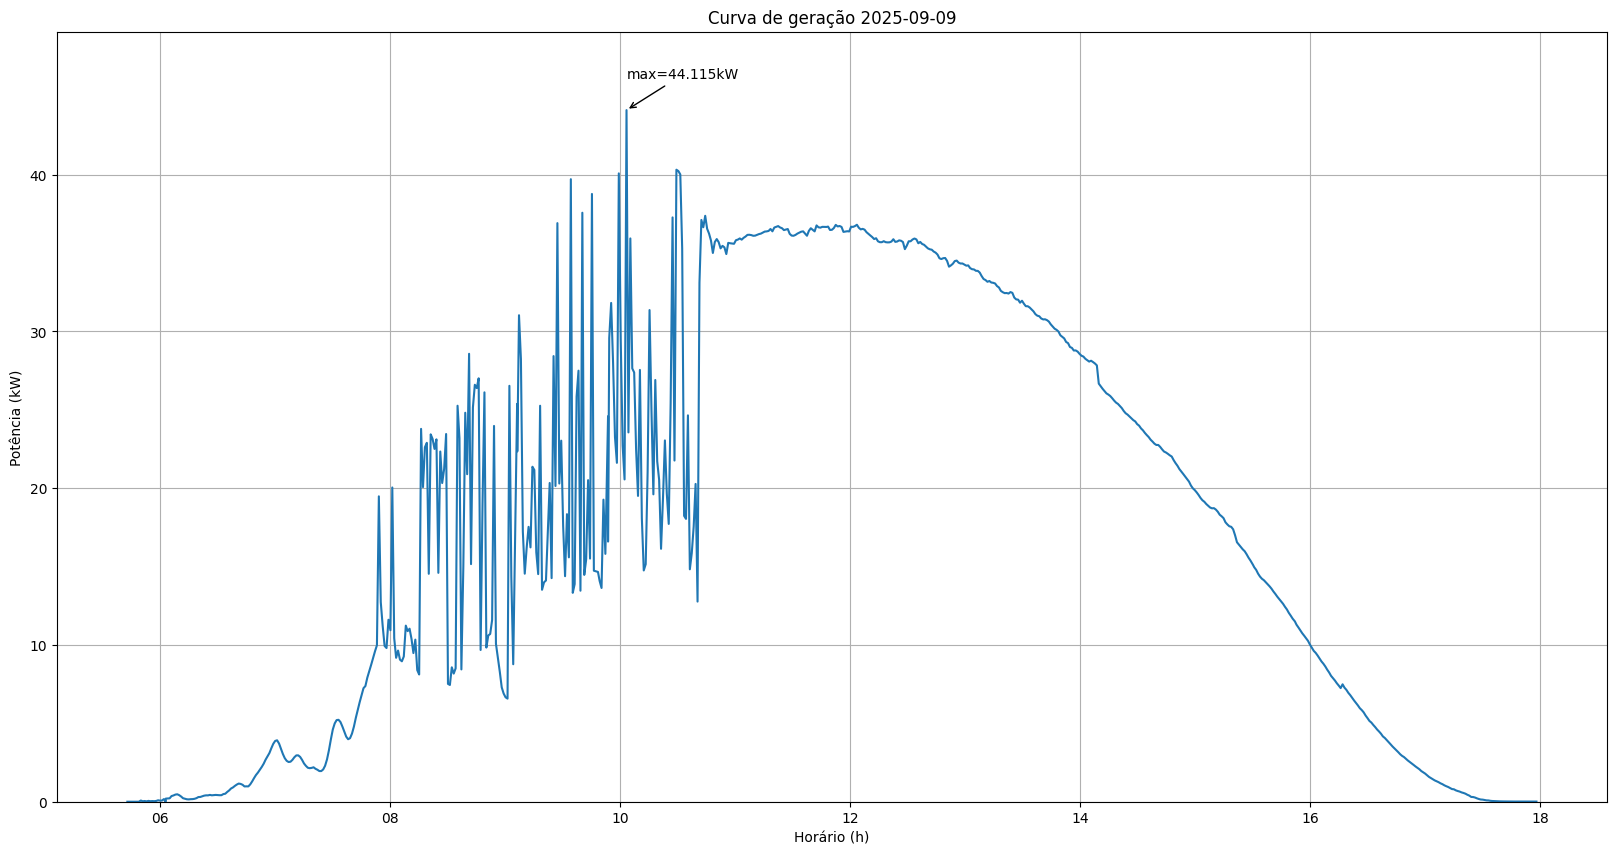 Curva de geração 2025-09-09
max=44.115kW
40
30
20
10
0
Potência (kW)
06 08 10 12 14 16 18
Horário (h)